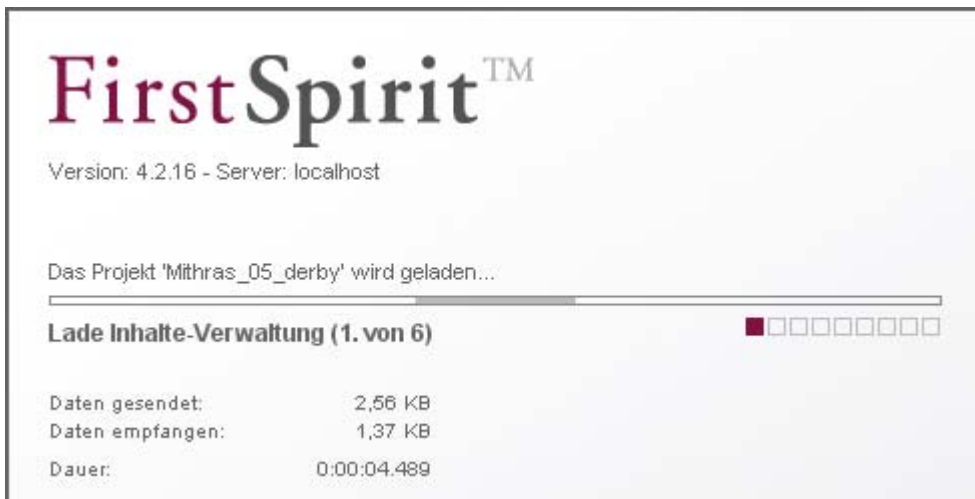 FirstSpirit™
Version: 4.2.16 - Server: localhost
Das Projekt 'Mithras_05_derby' wird geladen...
Lade Inhalte-Verwaltung (1. von 6)
Daten gesendet: 2,56 KB
Daten empfangen: 1,37 KB
Dauer: 0:00:04.489